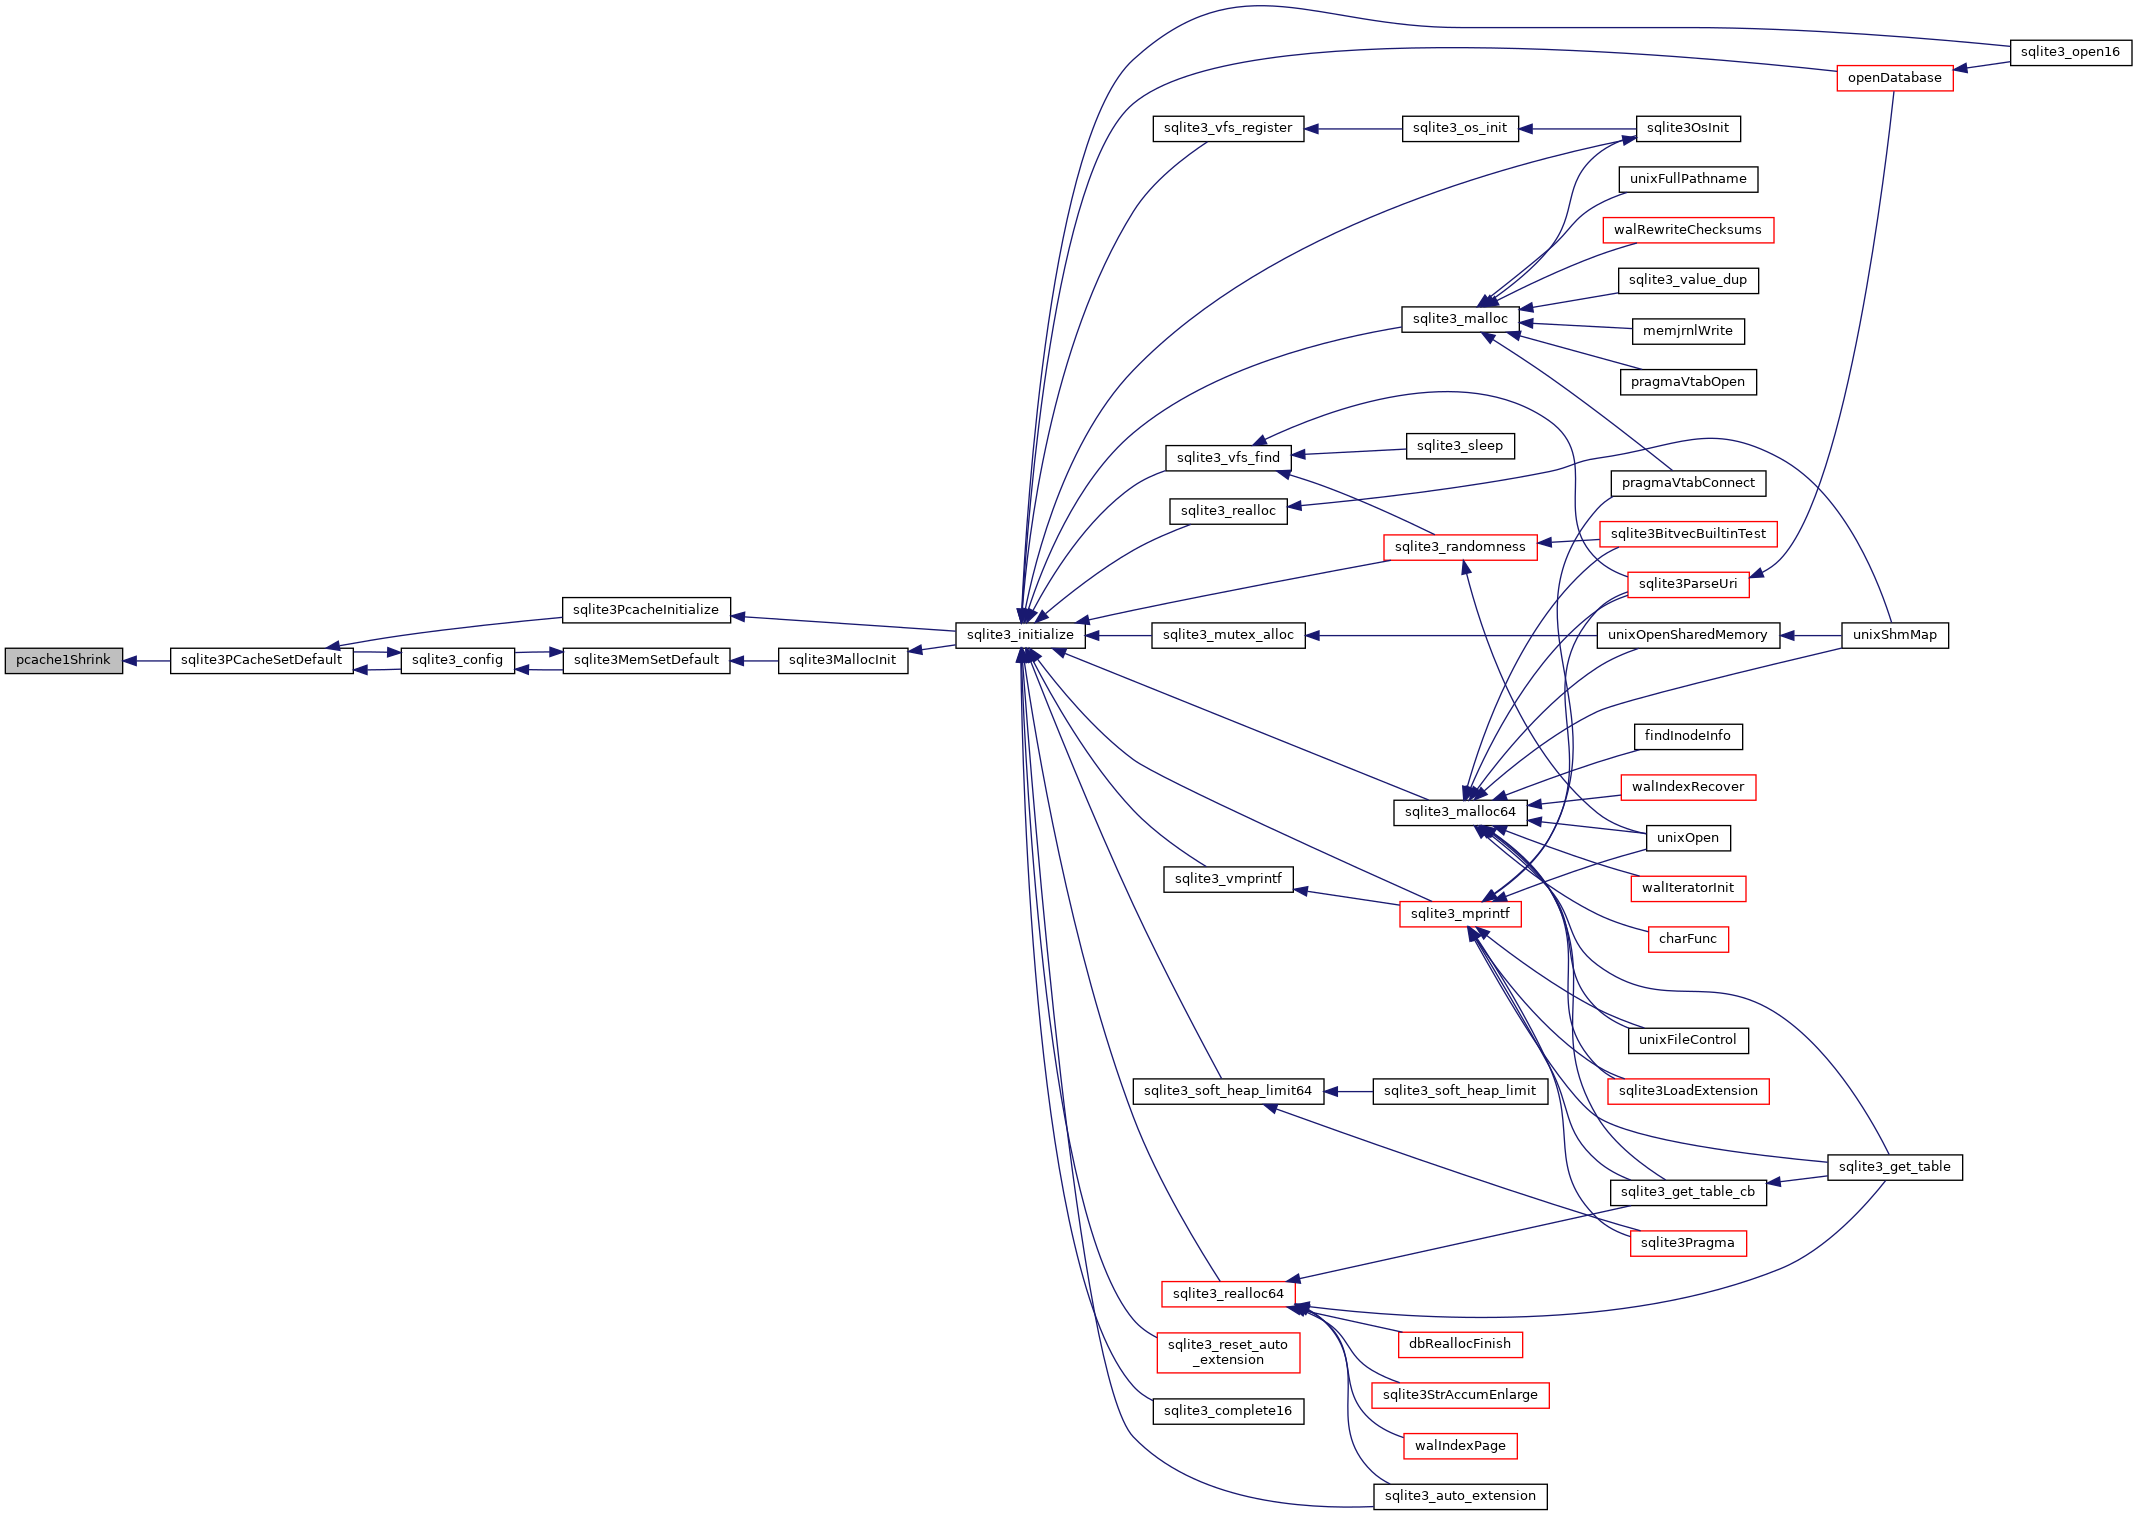 sqlite3_open16
openDatabase
sqlite3_vfs_register
sqlite3_os_init
sqlite3OsInit
unixFullPathname
walRewriteChecksums
sqlite3_value_dup
sqlite3_malloc
memjrnlWrite
pragmaVtabOpen
sqlite3_sleep
sqlite3_vfs_find
pragmaVtabConnect
sqlite3_realloc
sqlite3BitvecBuiltinTest
sqlite3_randomness
sqlite3ParseUri
sqlite3PcacheInitialize
sqlite3_initialize
sqlite3_mutex_alloc
unixOpenSharedMemory
unixShmMap
pcache1Shrink
sqlite3PCacheSetDefault
sqlite3_config
sqlite3MemSetDefault
sqlite3MallocInit
findInodeInfo
walIndexRecover
sqlite3_malloc64
unixOpen
sqlite3_vmprintf
walIteratorInit
sqlite3_mprintf
charFunc
unixFileControl
sqlite3_soft_heap_limit64
sqlite3_soft_heap_limit
sqlite3LoadExtension
sqlite3_get_table
sqlite3_get_table_cb
sqlite3Pragma
sqlite3_realloc64
dbReallocFinish
sqlite3_reset_auto
_extension
sqlite3StrAccumEnlarge
sqlite3_complete16
walIndexPage
sqlite3_auto_extension